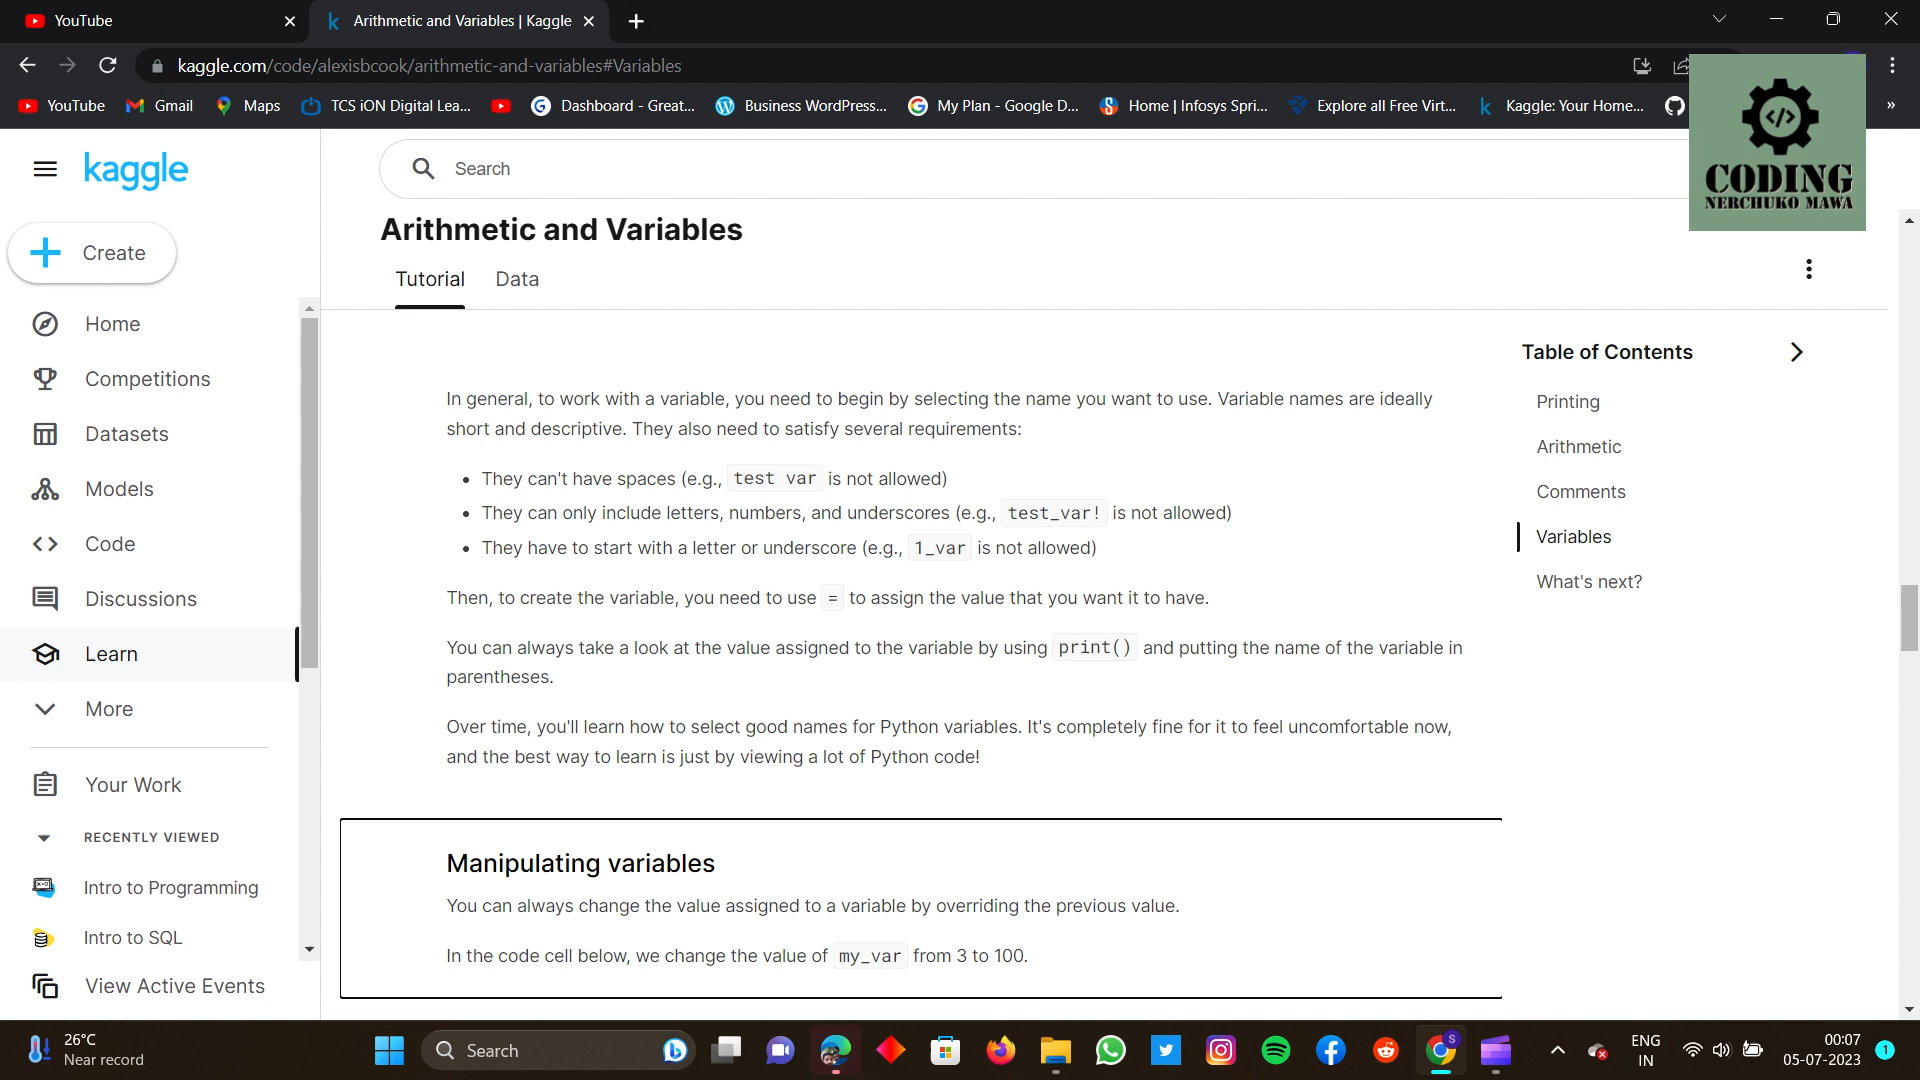 YouTube
Arithmetic and Variables | Kaggle
kaggle.com/code/alexisbcook/arithmetic-and-variables#Variables
YouTube
Gmail
Maps
TCS iON Digital Lea...
Dashboard - Great...
Business WordPress...
My Plan - Google D...
Home | Infosys Spri...
Explore all Free Virt...
Kaggle: Your Home...
»
</>
CODING
NERCHUKO MAWA
kaggle
Search
Create
Home
Competitions
Datasets
Models
Code
Discussions
Learn
More
Your Work
RECENTLY VIEWED
Intro to Programming
Intro to SQL
View Active Events
Arithmetic and Variables
Tutorial
Data
In general, to work with a variable, you need to begin by selecting the name you want to use. Variable names are ideally
short and descriptive. They also need to satisfy several requirements:
• They can't have spaces (e.g., test var is not allowed)
• They can only include letters, numbers, and underscores (e.g., test_var! is not allowed)
• They have to start with a letter or underscore (e.g., 1_var is not allowed)
Then, to create the variable, you need to use = to assign the value that you want it to have.
You can always take a look at the value assigned to the variable by using print() and putting the name of the variable in
parentheses.
Over time, you'll learn how to select good names for Python variables. It's completely fine for it to feel uncomfortable now,
and the best way to learn is just by viewing a lot of Python code!
Manipulating variables
You can always change the value assigned to a variable by overriding the previous value.
In the code cell below, we change the value of my_var from 3 to 100.
Table of Contents
Printing
Arithmetic
Comments
Variables
What's next?
26°C
Near record
Search
S
ENG
IN
00:07
05-07-2023
1